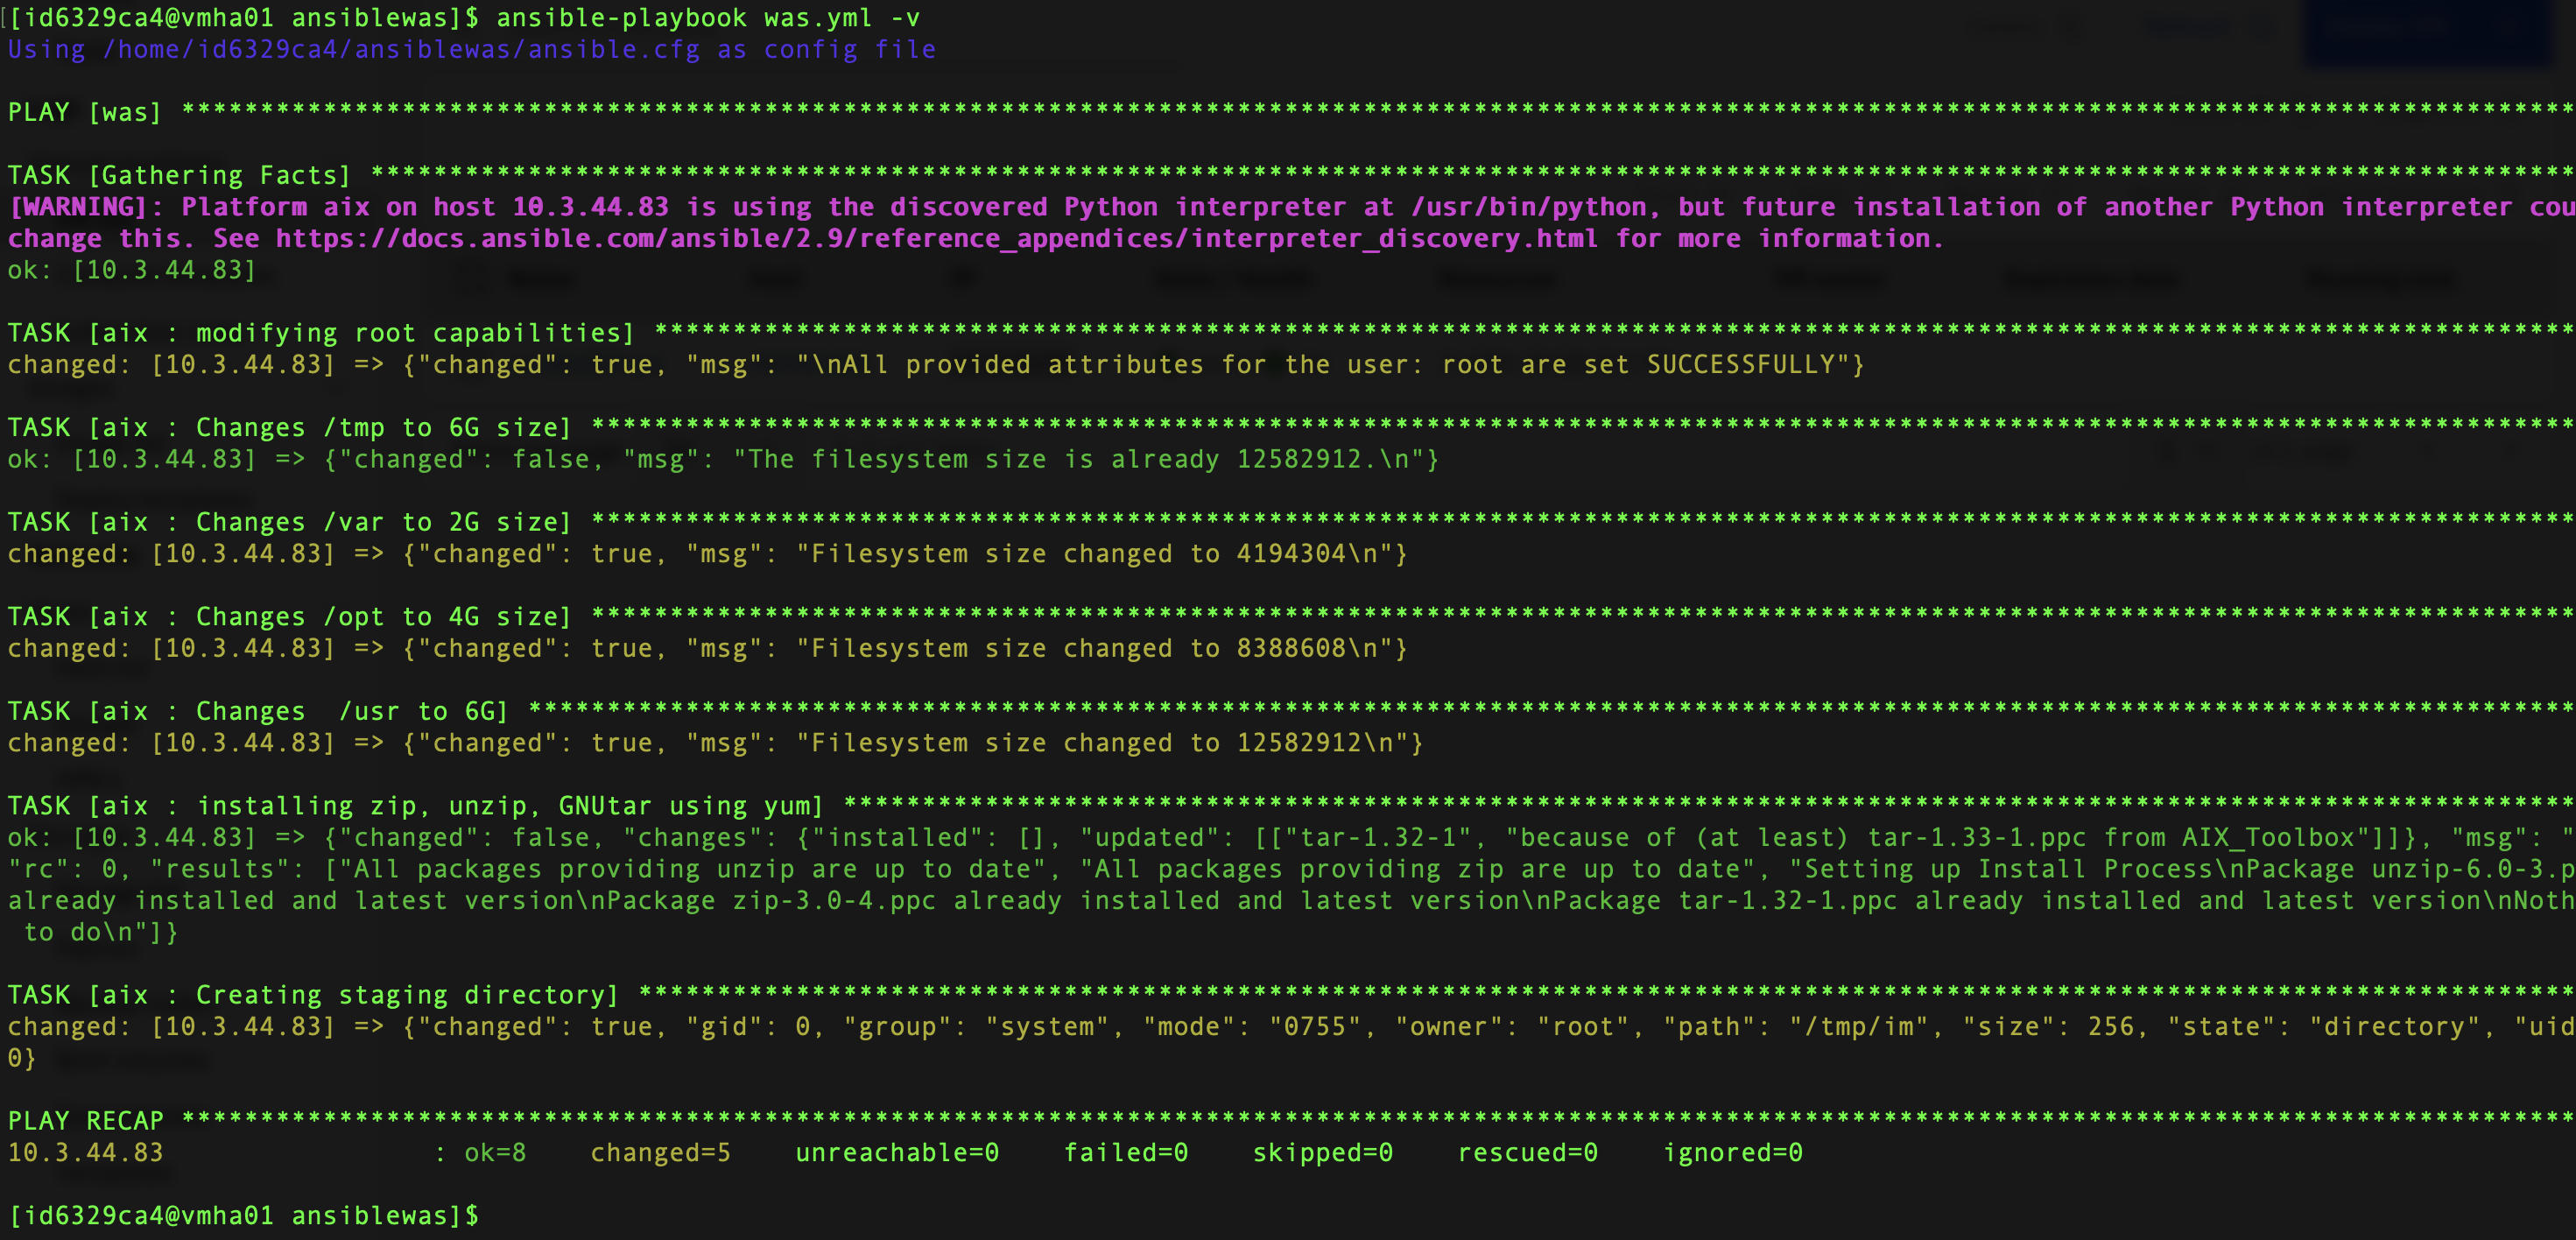 [[id6329ca4@vmha01 ansiblewas]$ ansible-playbook was.yml -v
Using /home/id6329ca4/ansiblewas/ansible.cfg as config file
PLAY [was] ****************************************************************************************************************************************************
TASK [Gathering Facts] ********************************************************************************************************************************************
[WARNING]: Platform aix on host 10.3.44.83 is using the discovered Python interpreter at /usr/bin/python, but future installation of another Python interpreter cou
change this. See https://docs.ansible.com/ansible/2.9/reference_appendices/interpreter_discovery.html for more information.
ok: [10.3.44.83]
TASK [aix : modifying root capabilities] **************************************************************************************************************************
changed: [10.3.44.83] => {"changed": true, "msg": "\nAll provided attributes for the user: root are set SUCCESSFULLY"}
TASK [aix : Changes /tmp to 6G size] ******************************************************************************************************************************
ok: [10.3.44.83] => {"changed": false, "msg": "The filesystem size is already 12582912.\n"}
TASK [aix : Changes /var to 2G size] ******************************************************************************************************************************
changed: [10.3.44.83] => {"changed": true, "msg": "Filesystem size changed to 4194304\n"}
TASK [aix : Changes /opt to 4G size] ******************************************************************************************************************************
changed: [10.3.44.83] => {"changed": true, "msg": "Filesystem size changed to 8388608\n"}
TASK [aix : Changes  /usr to 6G] **********************************************************************************************************************************
changed: [10.3.44.83] => {"changed": true, "msg": "Filesystem size changed to 12582912\n"}
TASK [aix : installing zip, unzip, GNUtar using yum] **************************************************************************************************************
ok: [10.3.44.83] => {"changed": false, "changes": {"installed": [], "updated": [["tar-1.32-1", "because of (at least) tar-1.33-1.ppc from AIX_Toolbox"]]}, "msg": "
"rc": 0, "results": ["All packages providing unzip are up to date", "All packages providing zip are up to date", "Setting up Install Process\nPackage unzip-6.0-3.p
already installed and latest version\nPackage zip-3.0-4.ppc already installed and latest version\nPackage tar-1.32-1.ppc already installed and latest version\nNoth
to do\n"]}
TASK [aix : Creating staging directory] ***************************************************************************************************************************
changed: [10.3.44.83] => {"changed": true, "gid": 0, "group": "system", "mode": "0755", "owner": "root", "path": "/tmp/im", "size": 256, "state": "directory", "uid
0}
PLAY RECAP ********************************************************************************************************************************************************
10.3.44.83                 : ok=8    changed=5    unreachable=0    failed=0    skipped=0    rescued=0    ignored=0
[id6329ca4@vmha01 ansiblewas]$